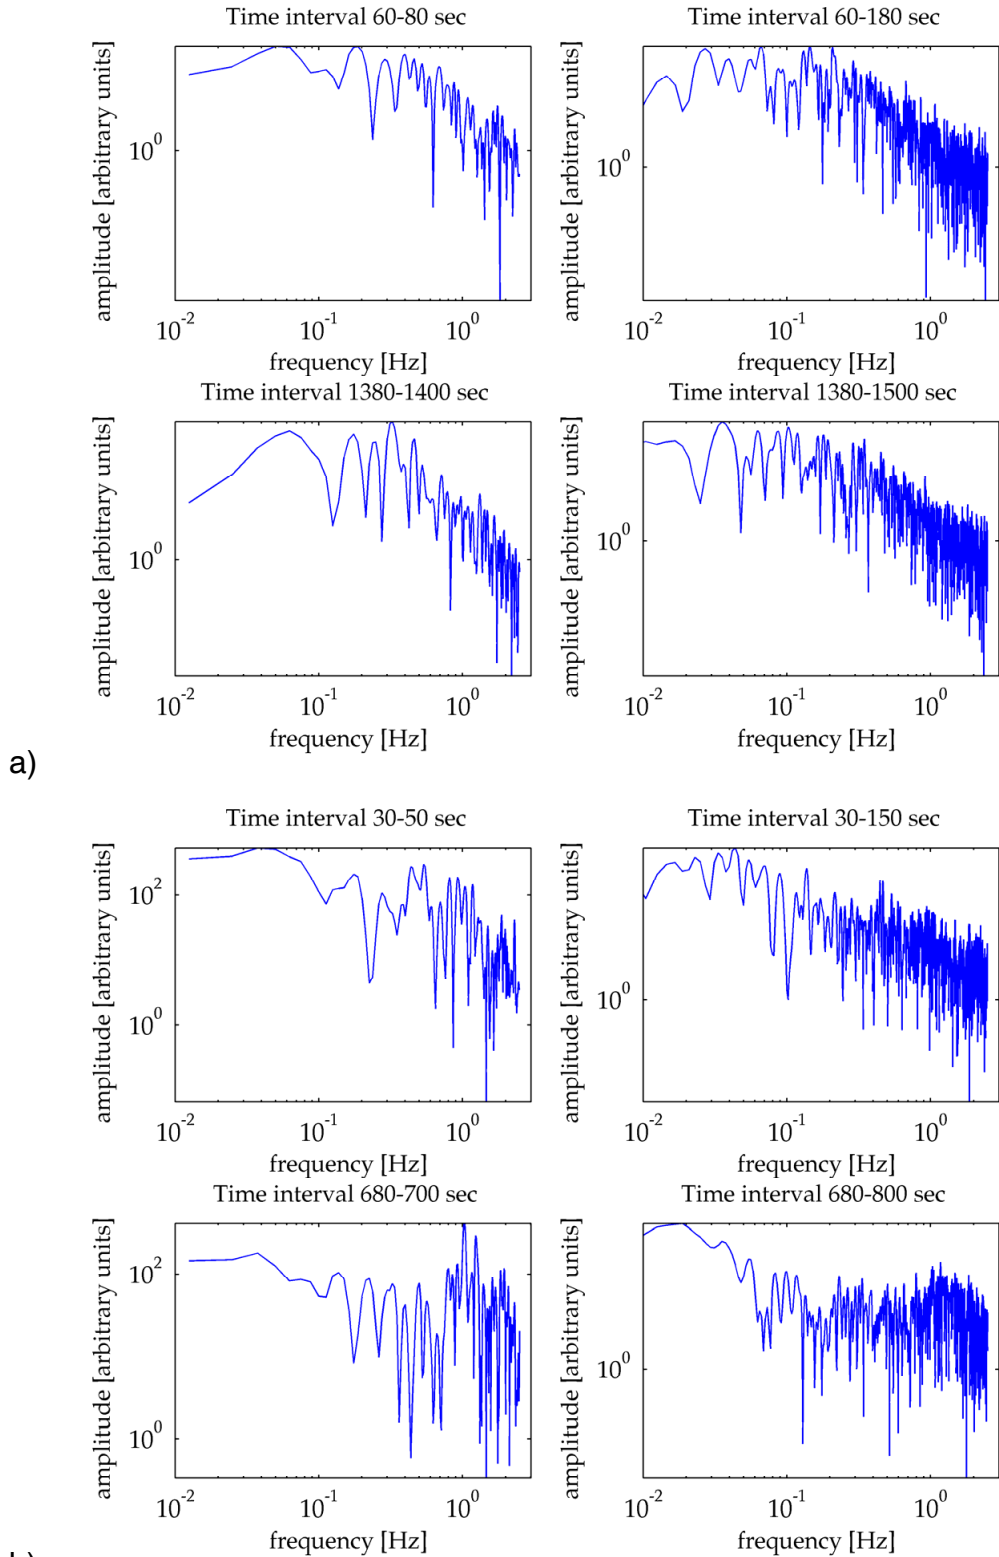 Time interval 60-80 sec
Time interval 60-180 sec
amplitude [arbitrary units]
10^0
10^-2
10^-1
10^0
frequency [Hz]
amplitude [arbitrary units]
10^0
10^-2
10^-1
10^0
frequency [Hz]
Time interval 1380-1400 sec
Time interval 1380-1500 sec
amplitude [arbitrary units]
10^0
10^-2
10^-1
10^0
frequency [Hz]
amplitude [arbitrary units]
10^0
10^-2
10^-1
10^0
frequency [Hz]
a)
Time interval 30-50 sec
Time interval 30-150 sec
amplitude [arbitrary units]
10^2
10^0
10^-2
10^-1
10^0
frequency [Hz]
amplitude [arbitrary units]
10^0
10^-2
10^-1
10^0
frequency [Hz]
Time interval 680-700 sec
Time interval 680-800 sec
amplitude [arbitrary units]
10^2
10^0
10^-2
10^-1
10^0
frequency [Hz]
amplitude [arbitrary units]
10^0
10^-2
10^-1
10^0
frequency [Hz]